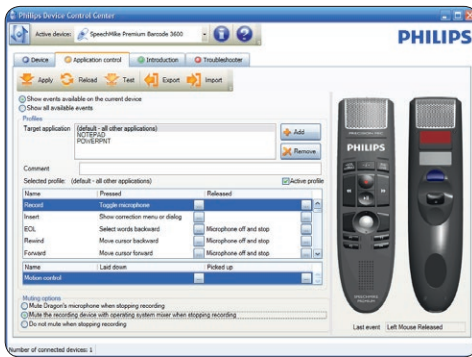 Philips Device Control Center
Active device: SpeechMike Premium Barcode 3600
PHILIPS
Device Application control Introduction Troubleshooter
Apply Reload Test Export Import
Show events available on the current device
Show all available events
Profiles
Target application (default - all other applications)
NOTEPAD
POWERPNT
Add
Remove
Comment
Selected profile: (default - all other applications) Active profile
Name Pressed Released
Record Toggle microphone
Insert Show correction menu or dialog
EOL Select words backward Microphone off and stop
Rewind Move cursor backward Microphone off and stop
Forward Move cursor forward Microphone off and stop
Name Laid down Picked up
Motion control
Muting options
Mute Dragon's microphone when stopping recording
Mute the recording device with operating system mixer when stopping recording
Do not mute when stopping recording
PHILIPS
Last event Left Mouse Released
Number of connected devices: 1